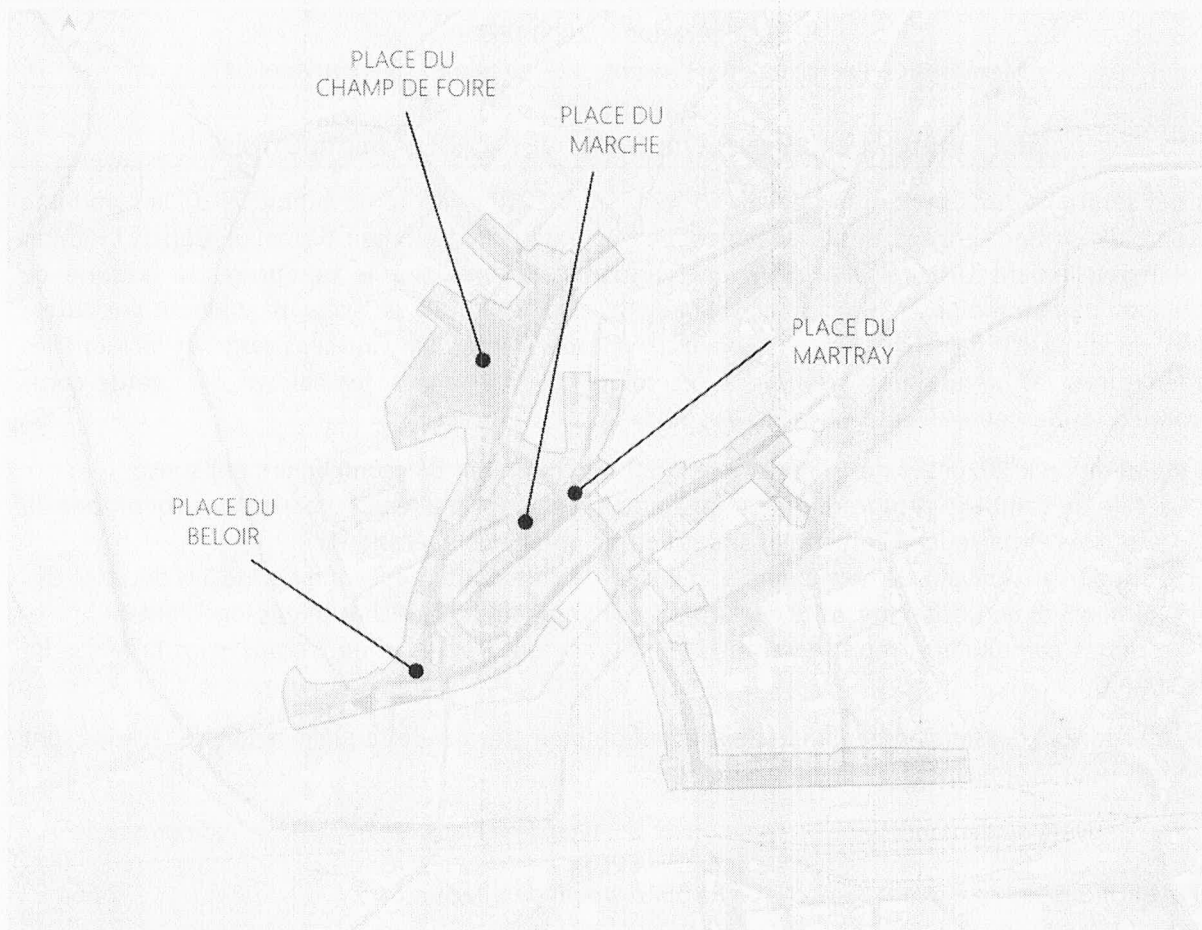 PLACE DU
CHAMP DE FOIRE
PLACE DU
MARCHE
PLACE DU
MARTRAY
PLACE DU
BELOIR